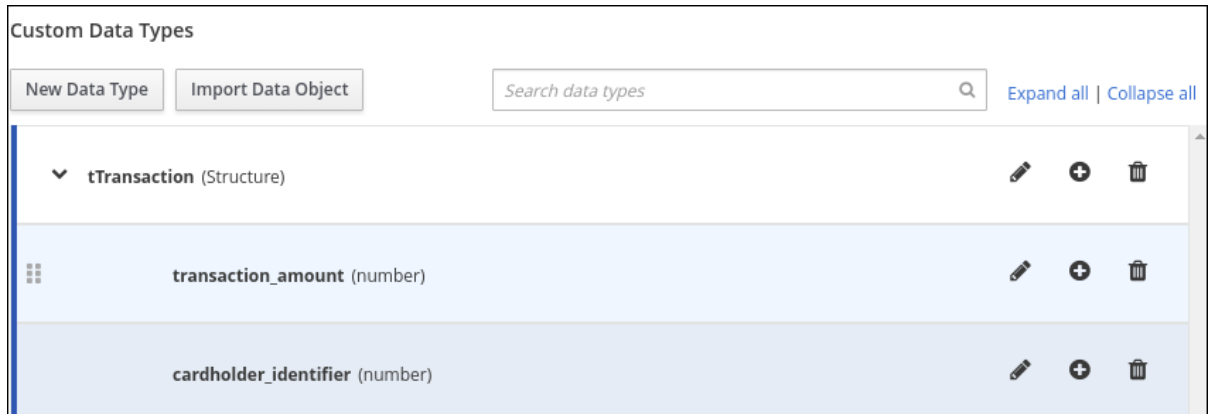 Custom Data Types
New Data Type Import Data Object Search data types Expand all | Collapse all
tTransaction (Structure)
transaction_amount (number)
cardholder_identifier (number)